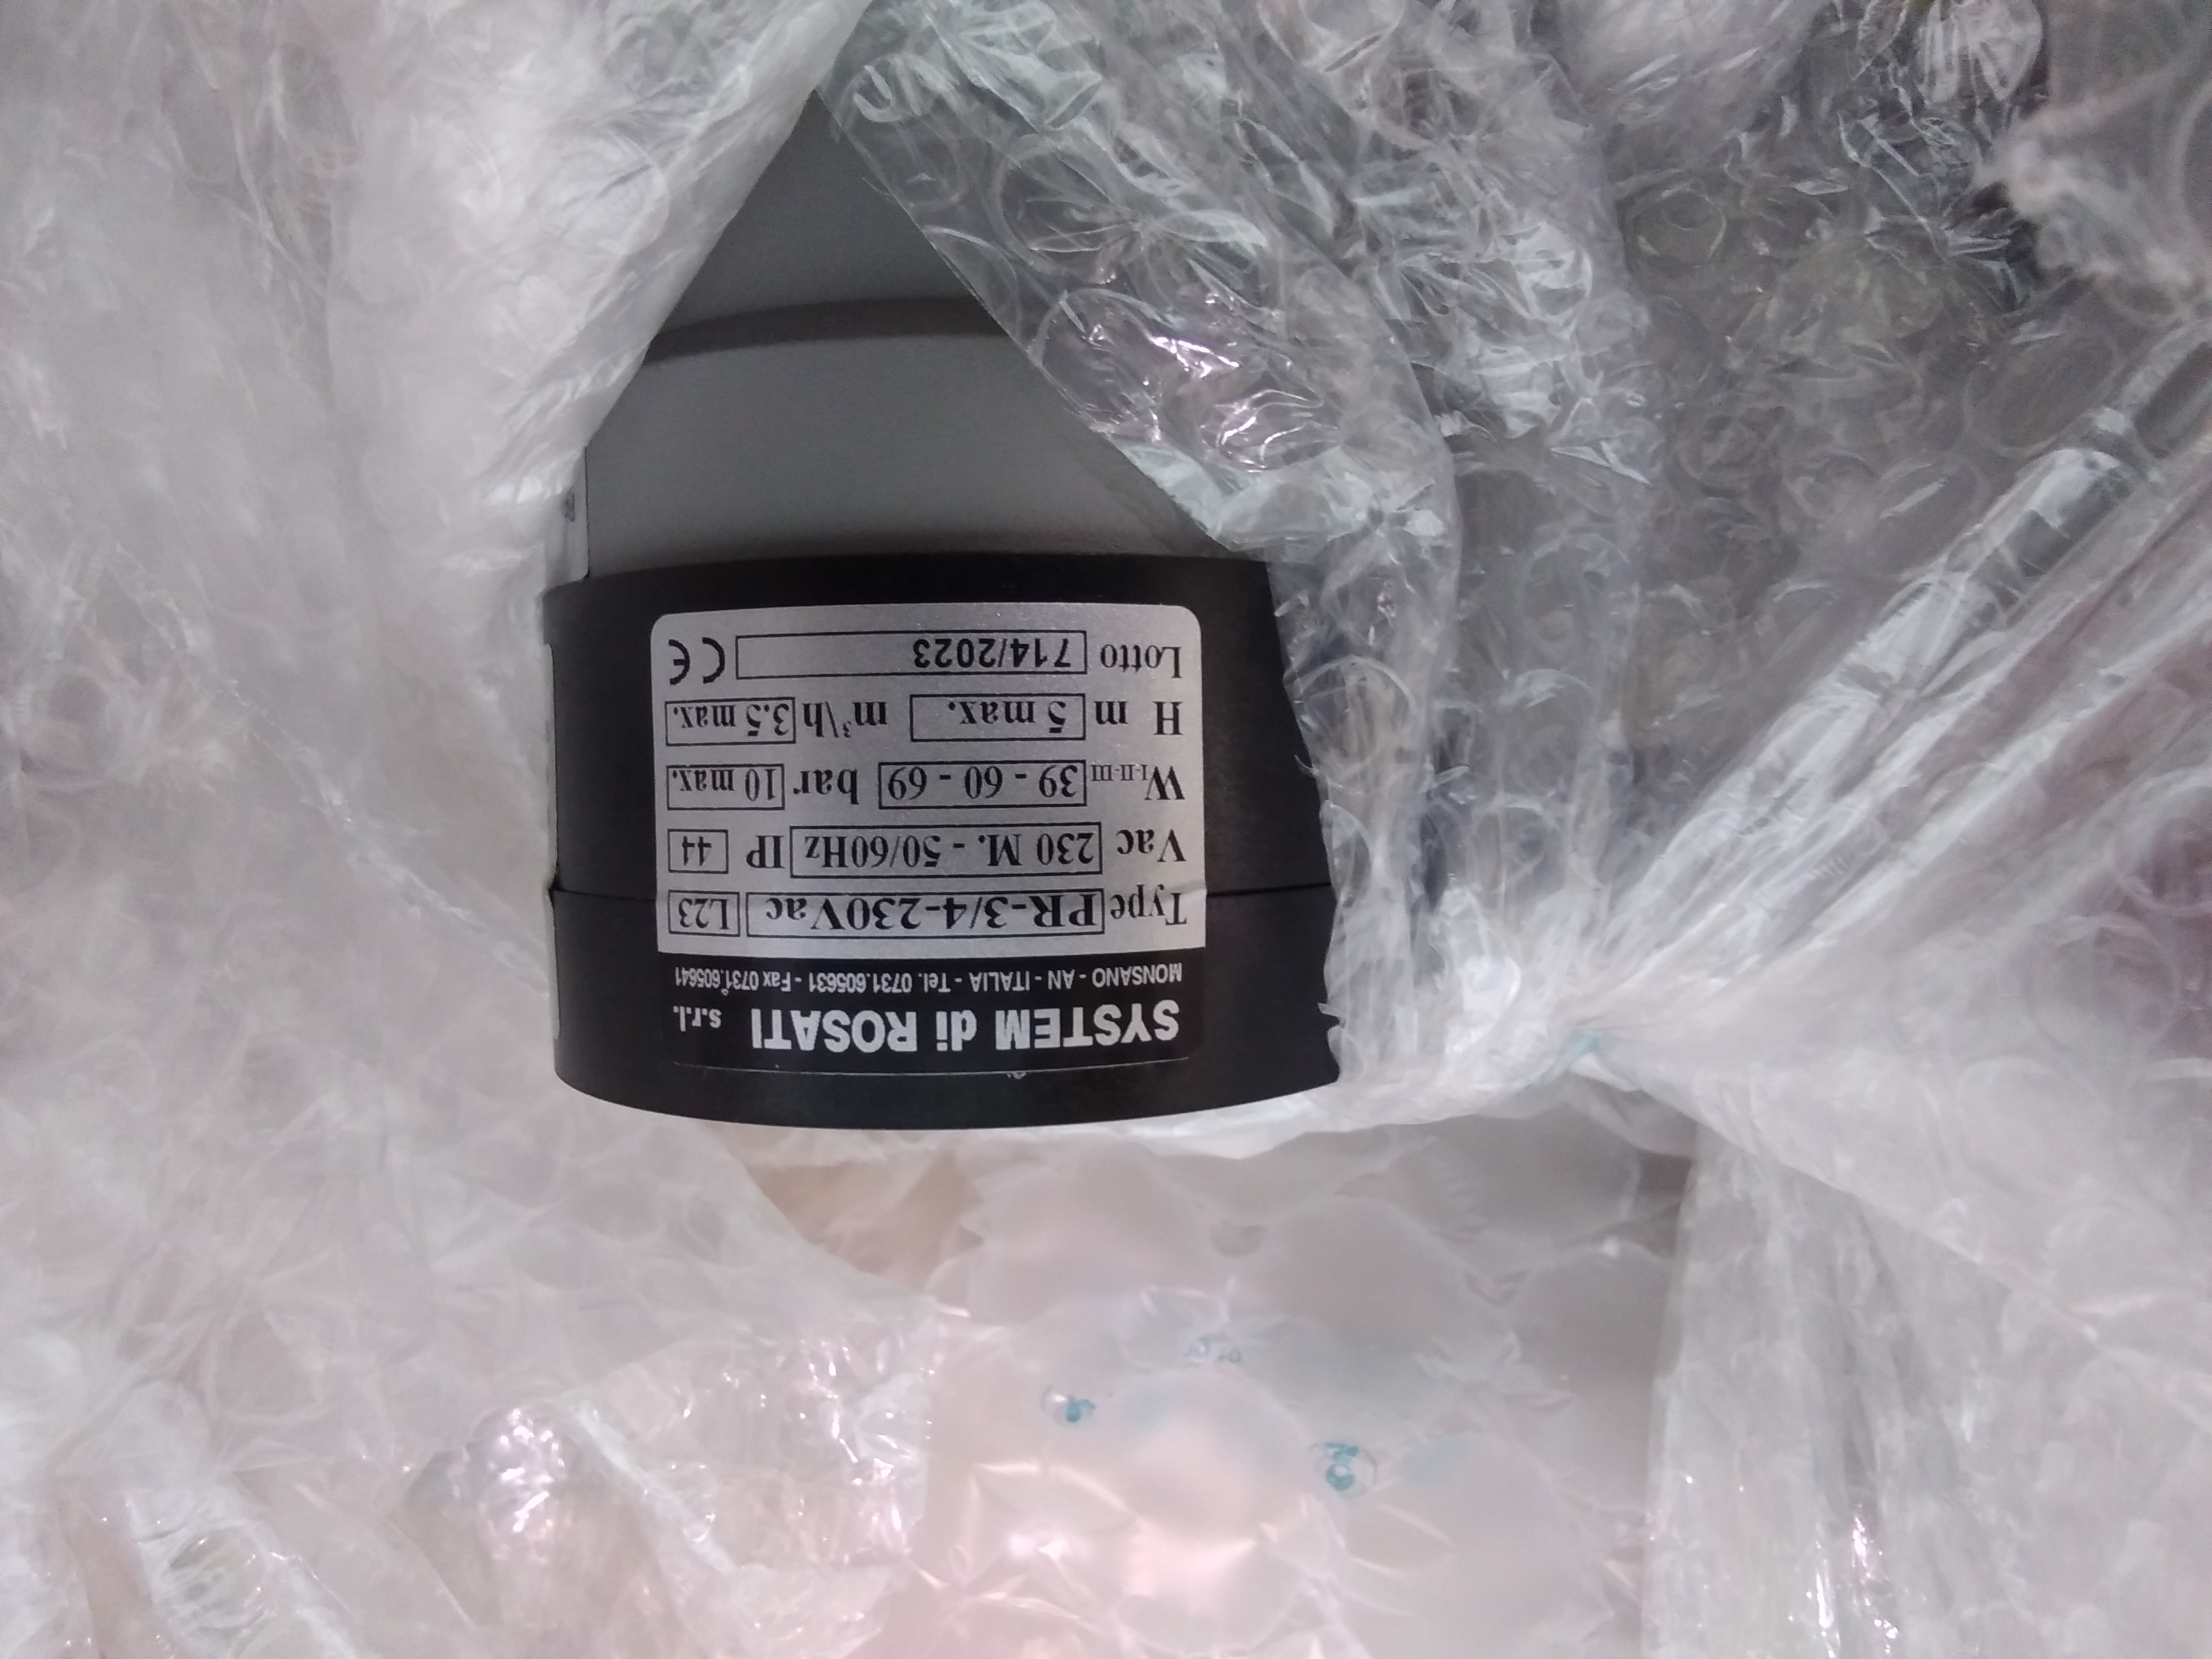 SYSTEM di ROSATI s.r.l.
MONSANO - AN - ITALIA - Tel. 0731.605631 - Fax 0731.605641
Type PR-3/4-230Vac L23
Vac 230 M. - 50/60Hz IP 44
W I-II-III 39 - 60 - 69 bar 10 max.
H m 5 max. m³\h 3.5 max.
Lotto 714/2023 CE